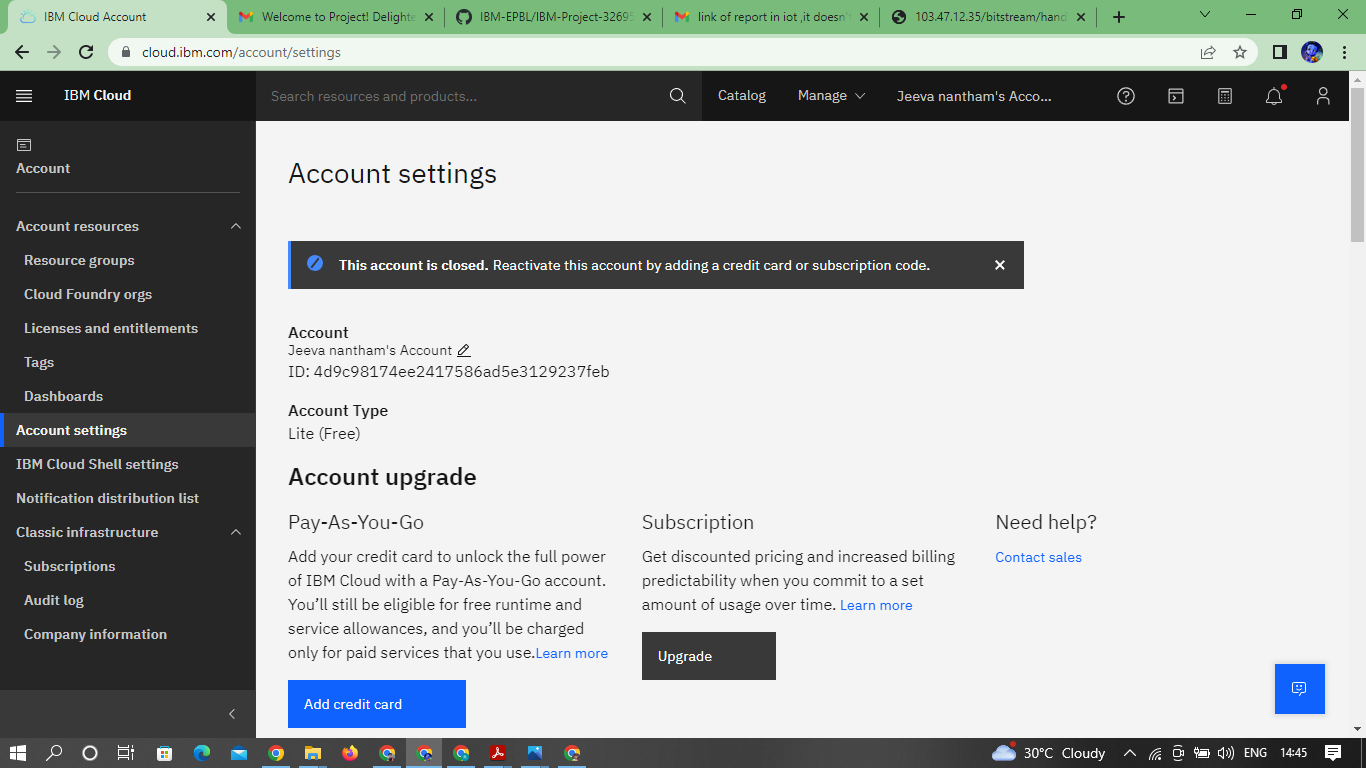 IBM Cloud Account
Welcome to Project! Delighte
IBM-EPBL/IBM-Project-32695
link of report in iot ,it doesn't
103.47.12.35/bitstream/hand
cloud.ibm.com/account/settings
IBM Cloud
Search resources and products...
Catalog
Manage
Jeeva nantham's Acco...
Account
Account resources
Resource groups
Cloud Foundry orgs
Licenses and entitlements
Tags
Dashboards
Account settings
IBM Cloud Shell settings
Notification distribution list
Classic infrastructure
Subscriptions
Audit log
Company information
Account settings
This account is closed. Reactivate this account by adding a credit card or subscription code.
Account
Jeeva nantham's Account
ID: 4d9c98174ee2417586ad5e3129237feb
Account Type
Lite (Free)
Account upgrade
Pay-As-You-Go
Add your credit card to unlock the full power
of IBM Cloud with a Pay-As-You-Go account.
You'll still be eligible for free runtime and
service allowances, and you'll be charged
only for paid services that you use.Learn more
Add credit card
Subscription
Get discounted pricing and increased billing
predictability when you commit to a set
amount of usage over time. Learn more
Upgrade
Need help?
Contact sales
30°C Cloudy
ENG
14:45